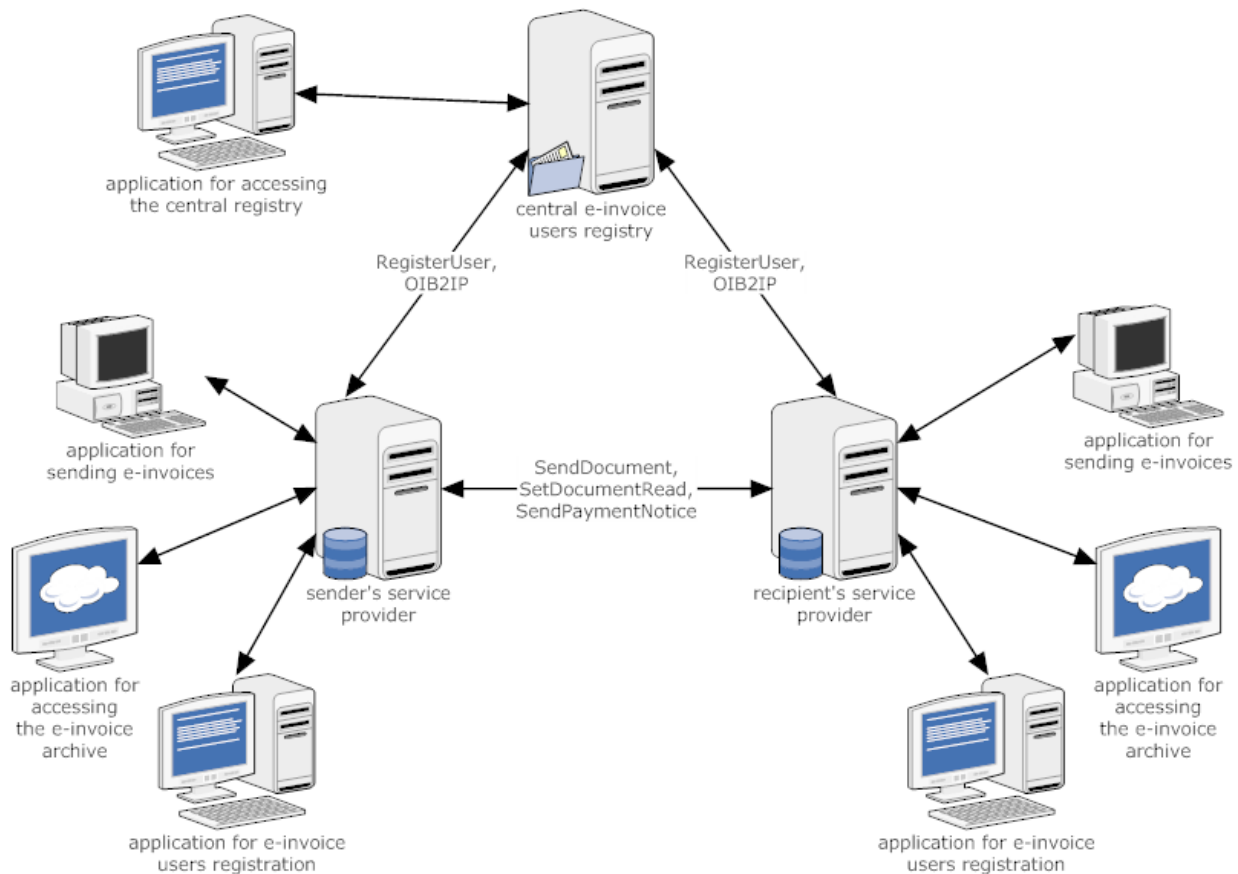 application for accessing
the central registry
central e-invoice
users registry
RegisterUser,
OIB2IP
RegisterUser,
OIB2IP
application for
sending e-invoices
application for
sending e-invoices
SendDocument,
SetDocumentRead,
SendPaymentNotice
sender's service
provider
recipient's service
provider
application for
accessing
the e-invoice
archive
application for
accessing
the e-invoice
archive
application for e-invoice
users registration
application for e-invoice
users registration